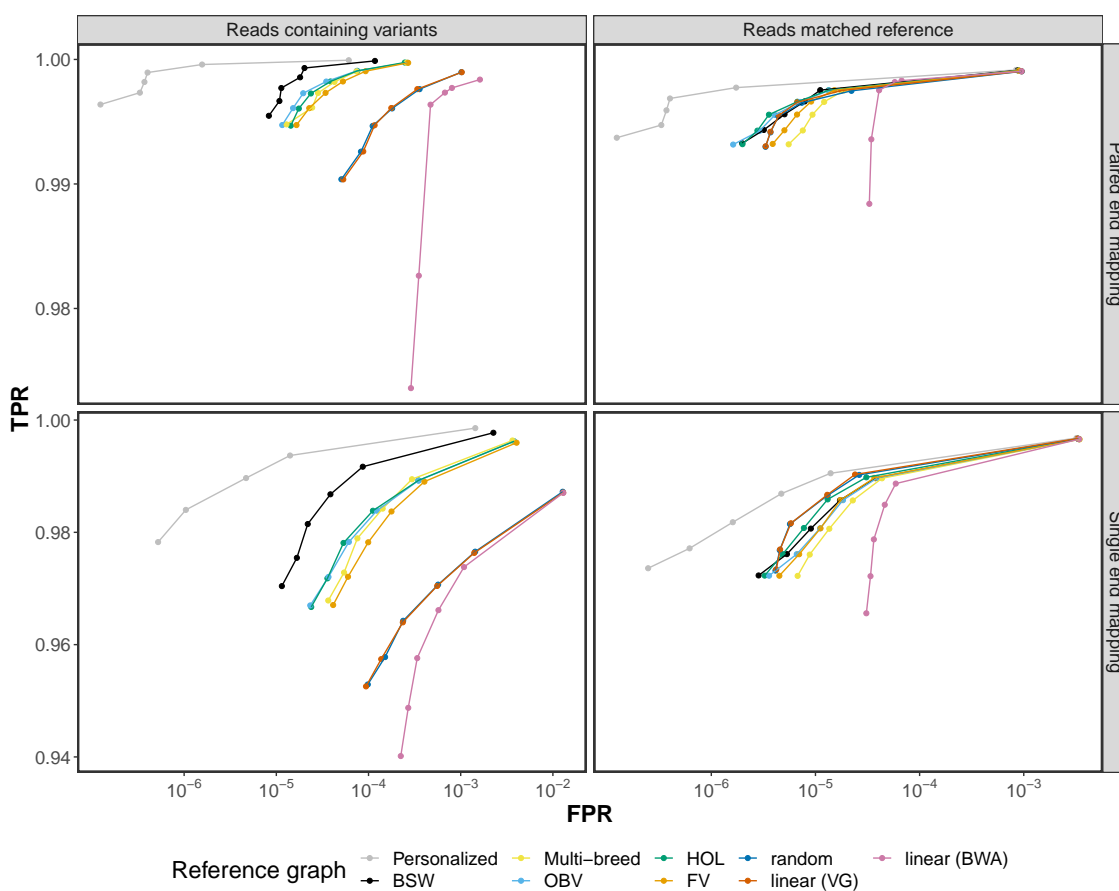 Reads containing variants
Reads matched reference
1.00
0.99
0.98
Paired end mapping
TPR
1.00
0.98
0.96
0.94
Single end mapping
10⁻⁶ 10⁻⁵ 10⁻⁴ 10⁻³ 10⁻²
10⁻⁶ 10⁻⁵ 10⁻⁴ 10⁻³
FPR
Reference graph
Personalized Multi−breed HOL random linear (BWA)
BSW OBV FV linear (VG)